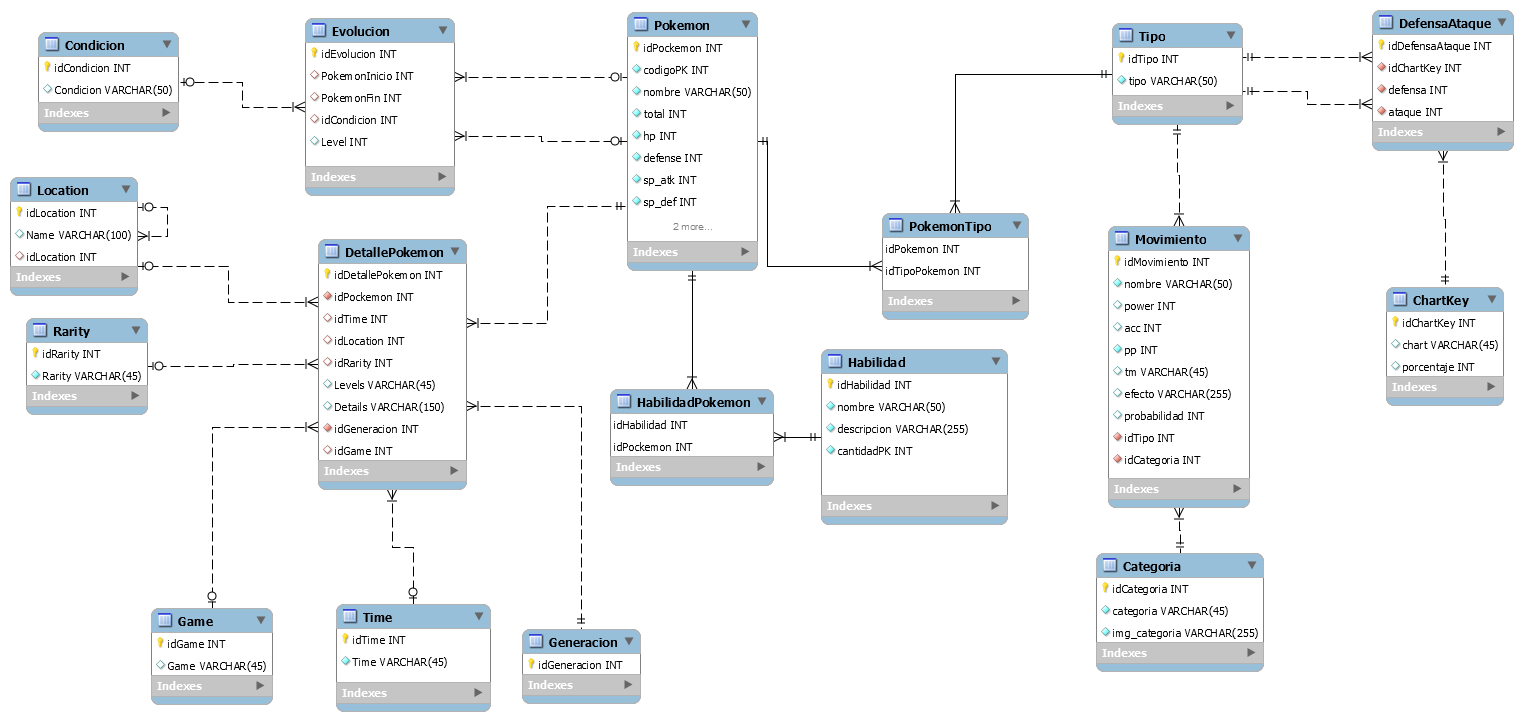 Condicion
idCondicion INT
Condicion VARCHAR(50)
Indexes
Evolucion
idEvolucion INT
PokemonInicio INT
PokemonFin INT
idCondicion INT
Level INT
Indexes
Pokemon
idPockemon INT
codigoPK INT
nombre VARCHAR(50)
total INT
hp INT
defense INT
sp_atk INT
sp_def INT
2 more...
Indexes
Tipo
idTipo INT
tipo VARCHAR(50)
Indexes
DefensaAtaque
idDefensaAtaque INT
idChartKey INT
defensa INT
ataque INT
Indexes
Location
idLocation INT
Name VARCHAR(100)
idLocation INT
Indexes
DetallePokemon
idDetallePokemon INT
idPockemon INT
idTime INT
idLocation INT
idRarity INT
Levels VARCHAR(45)
Details VARCHAR(150)
idGeneracion INT
idGame INT
Indexes
PokemonTipo
idPokemon INT
idTipoPokemon INT
Indexes
Movimiento
idMovimiento INT
nombre VARCHAR(50)
power INT
acc INT
pp INT
tm VARCHAR(45)
efecto VARCHAR(255)
probabilidad INT
idTipo INT
idCategoria INT
Indexes
ChartKey
idChartKey INT
chart VARCHAR(45)
porcentaje INT
Indexes
Rarity
idRarity INT
Rarity VARCHAR(45)
Indexes
HabilidadPokemon
idHabilidad INT
idPockemon INT
Indexes
Habilidad
idHabilidad INT
nombre VARCHAR(50)
descripcion VARCHAR(255)
cantidadPK INT
Indexes
Categoria
idCategoria INT
categoria VARCHAR(45)
img_categoria VARCHAR(255)
Indexes
Game
idGame INT
Game VARCHAR(45)
Indexes
Time
idTime INT
Time VARCHAR(45)
Indexes
Generacion
idGeneracion INT
Indexes